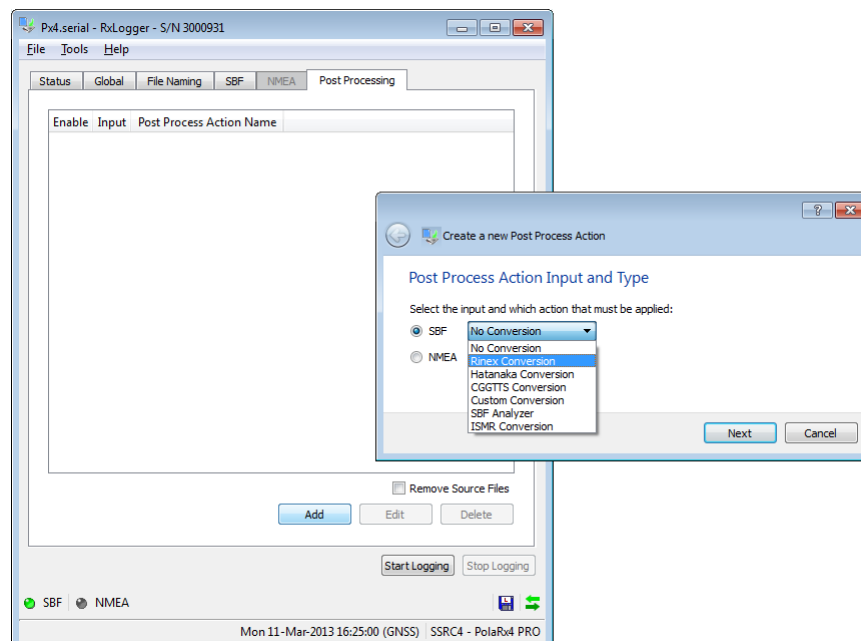 Px4.serial - RxLogger - S/N 3000931
File Tools Help
Status Global File Naming SBF NMEA Post Processing
Enable Input Post Process Action Name
Create a new Post Process Action
Post Process Action Input and Type
Select the input and which action that must be applied:
SBF No Conversion
No Conversion
NMEA Rinex Conversion
Hatanaka Conversion
CGGTTS Conversion
Custom Conversion
SBF Analyzer
ISMR Conversion
Next Cancel
Remove Source Files
Add Edit Delete
Start Logging Stop Logging
SBF NMEA
Mon 11-Mar-2013 16:25:00 (GNSS) SSRC4 - PolaRx4 PRO